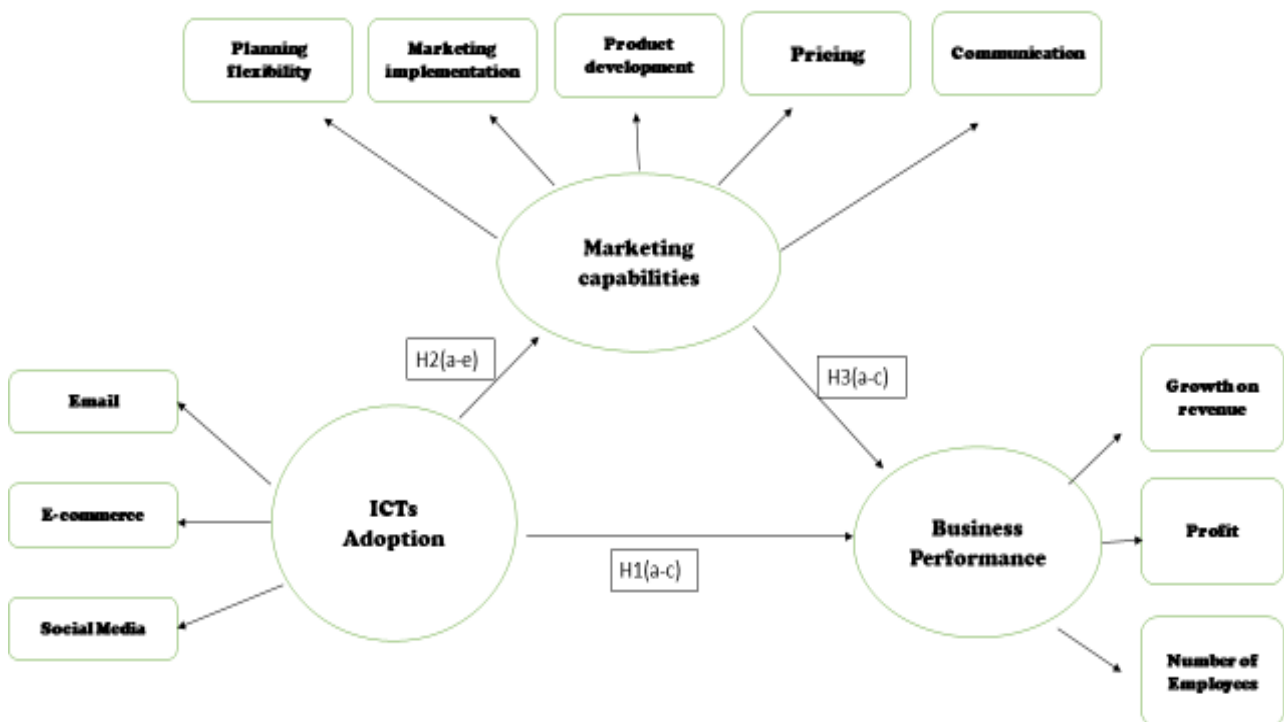 Planning
flexibility
Marketing
implementation
Product
development
Pricing
Communication
Marketing
capabilities
H2(a-e)
H3(a-c)
Growth on
revenue
Email
E-commerce
ICTs
Adoption
Business
Performance
Profit
H1(a-c)
Social Media
Number of
Employees